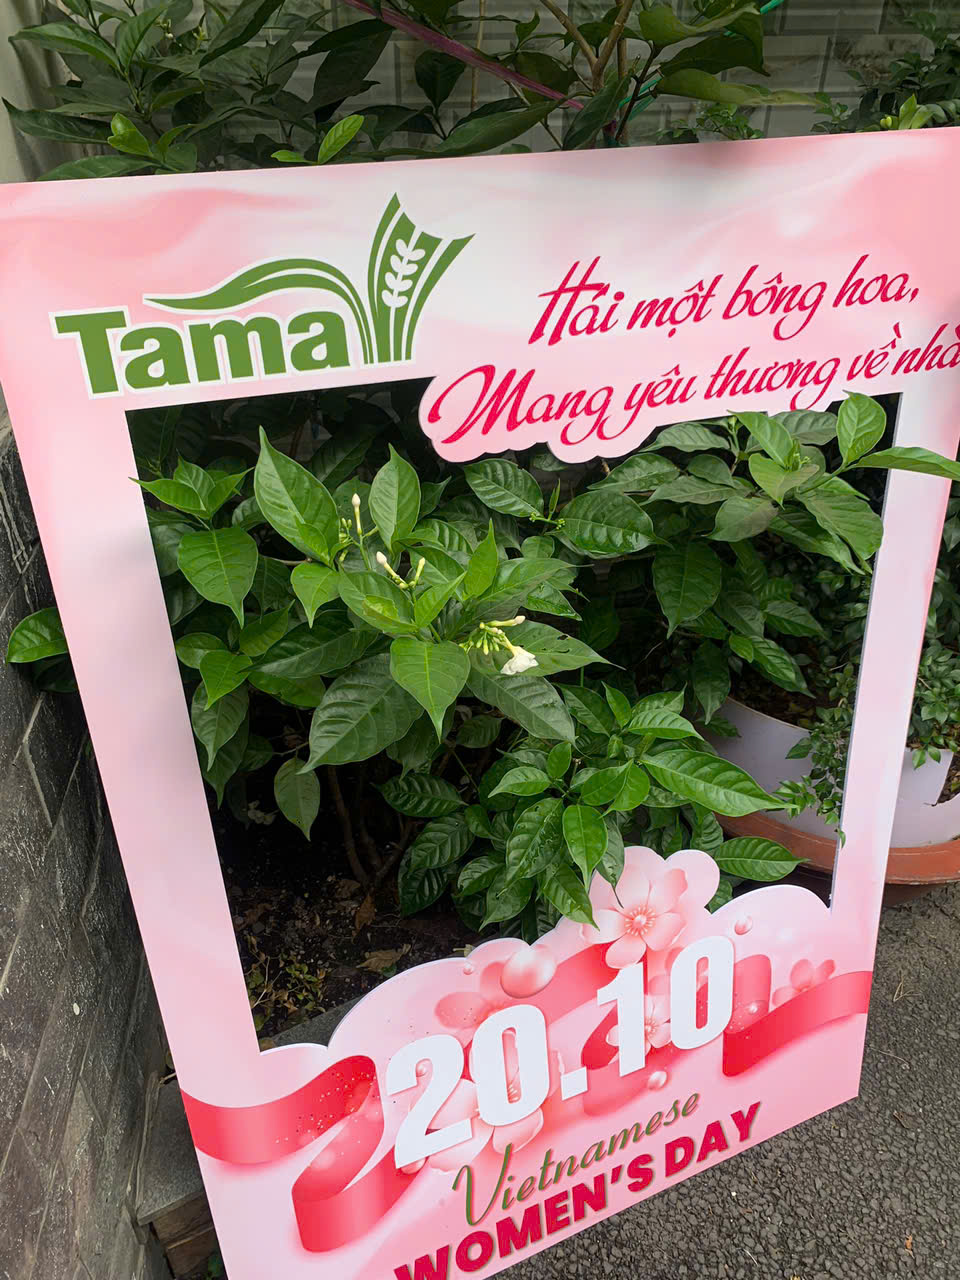 Tama
Hái một bông hoa,
Mang yêu thương về nhà
20.10
Vietnamese
WOMEN'S DAY